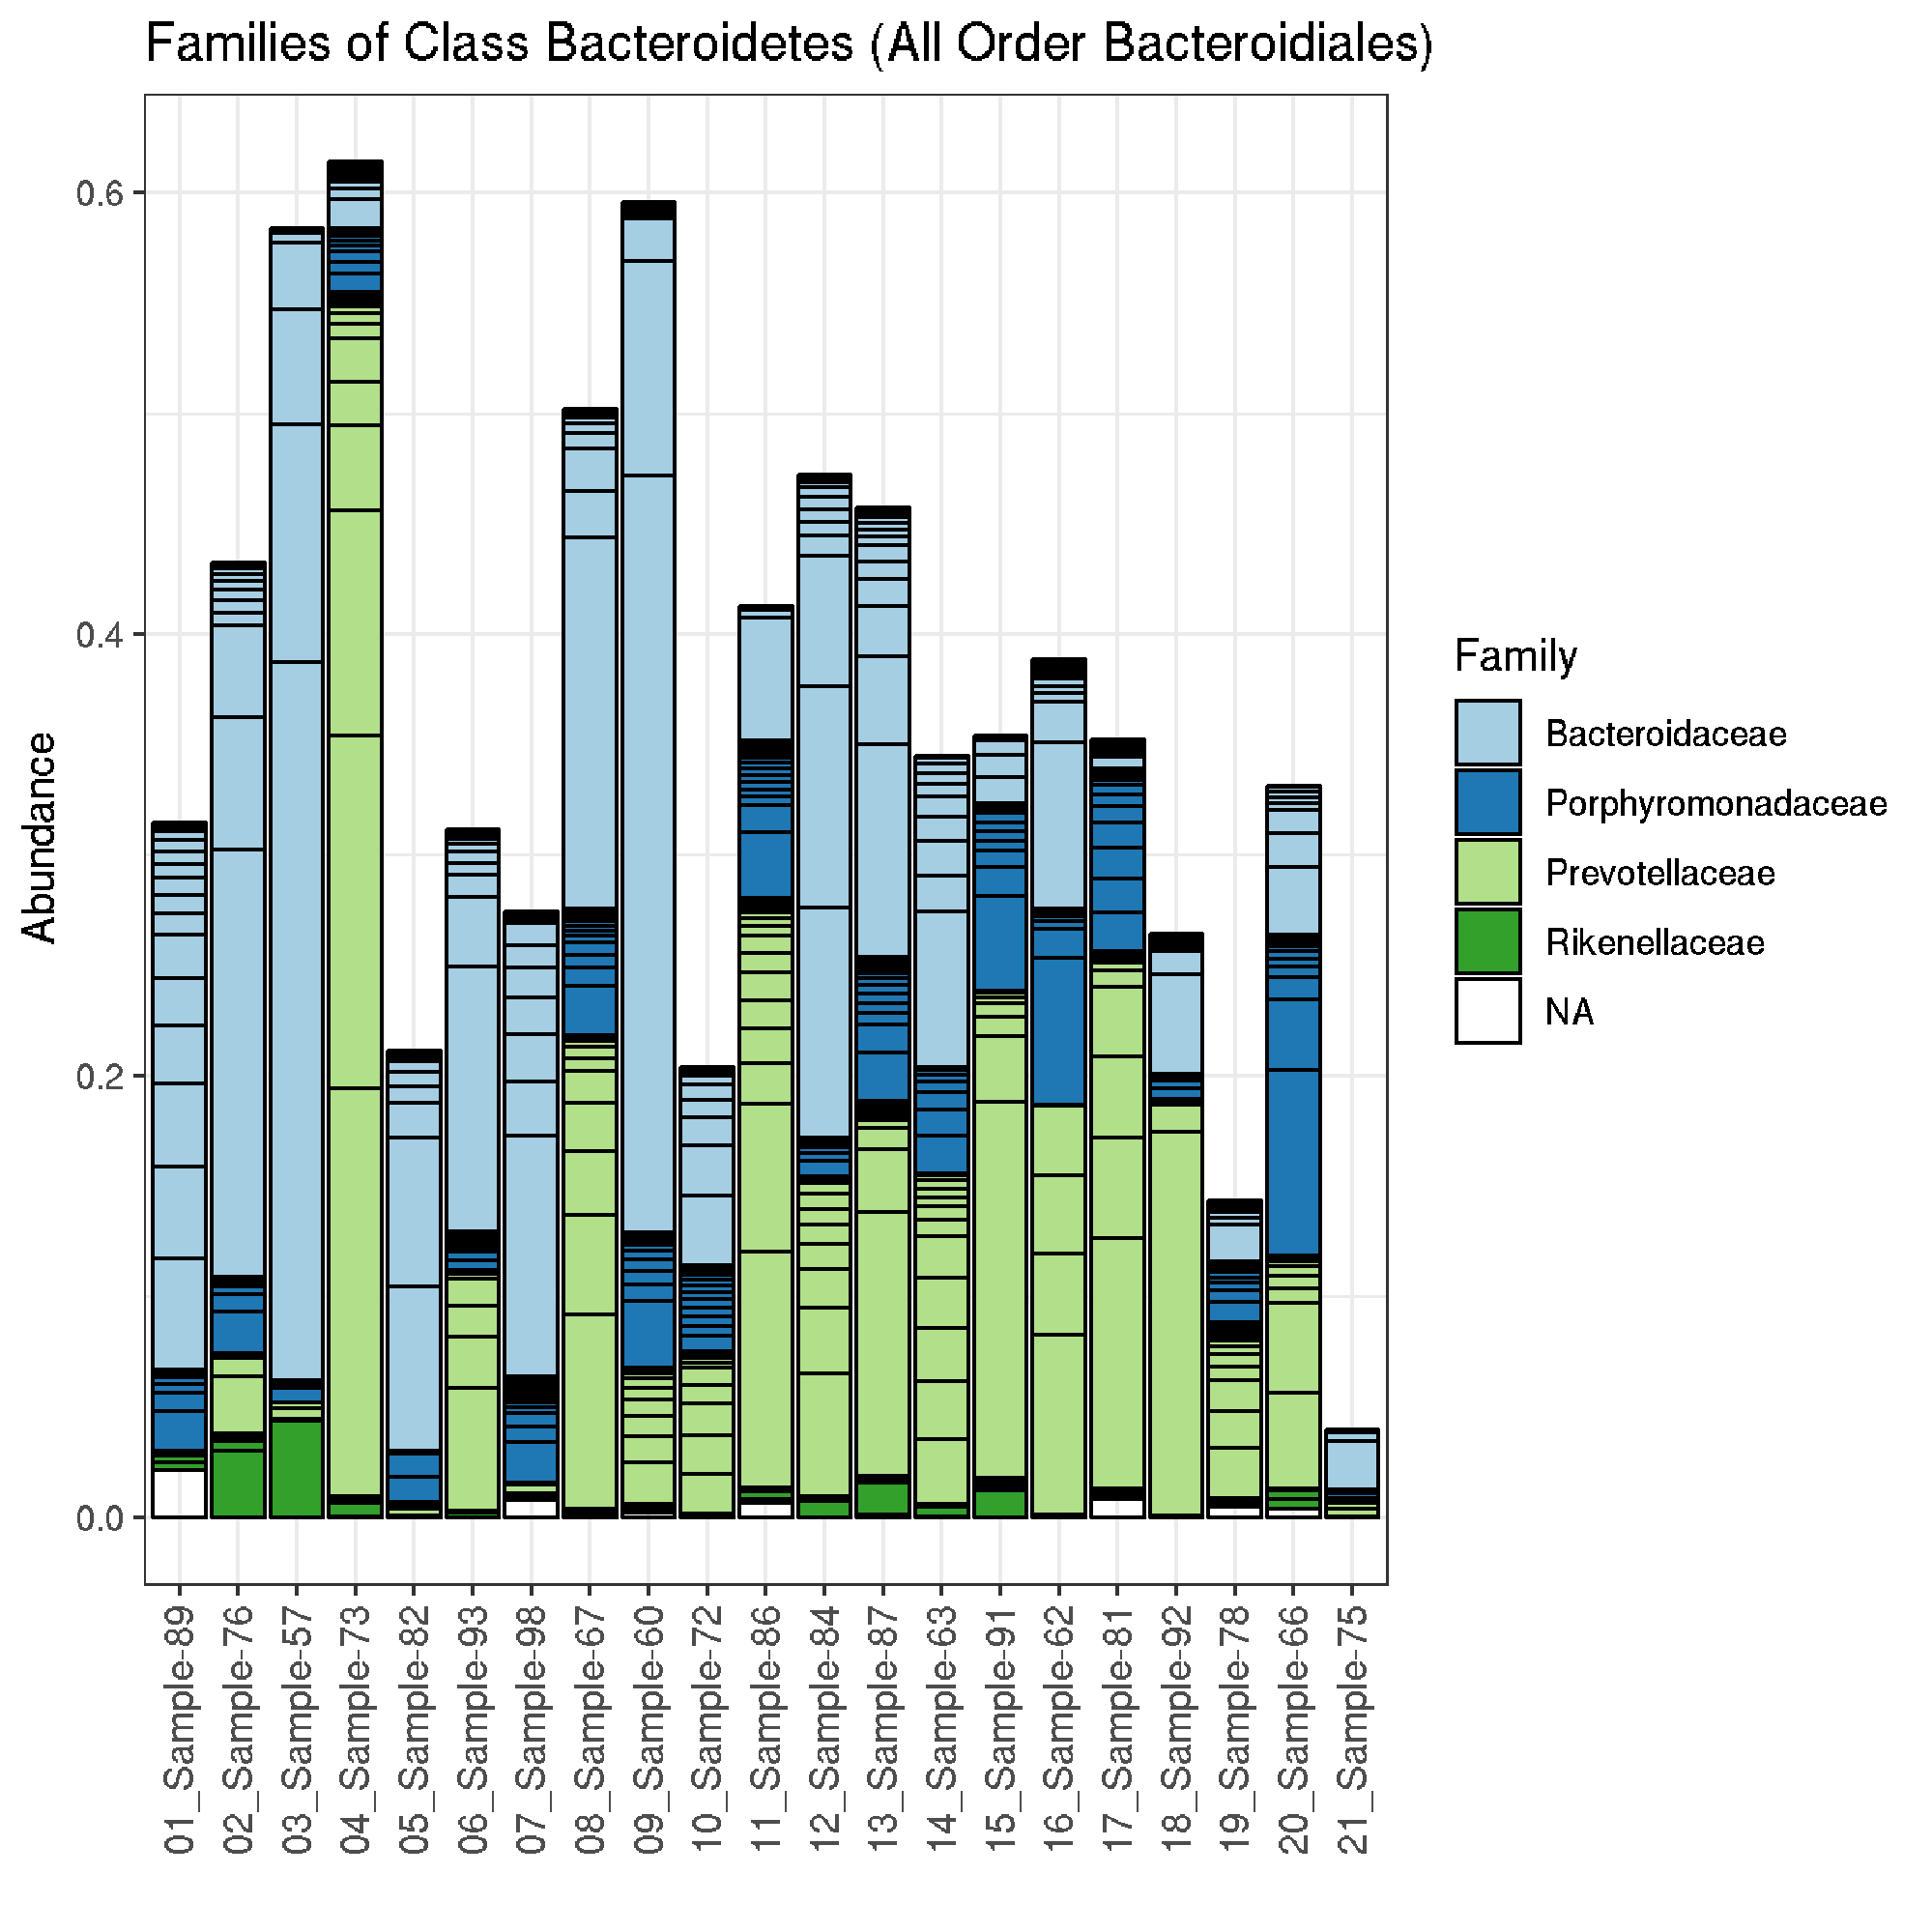 Families of Class Bacteroidetes (All Order Bacteroidiales)
Abundance
0.6
0.4
0.2
0.0
01_Sample-89
02_Sample-76
03_Sample-57
04_Sample-73
05_Sample-82
06_Sample-93
07_Sample-98
08_Sample-67
09_Sample-60
10_Sample-72
11_Sample-86
12_Sample-84
13_Sample-87
14_Sample-63
15_Sample-91
16_Sample-62
17_Sample-81
18_Sample-92
19_Sample-78
20_Sample-66
21_Sample-75
Family
Bacteroidaceae
Porphyromonadaceae
Prevotellaceae
Rikenellaceae
NA